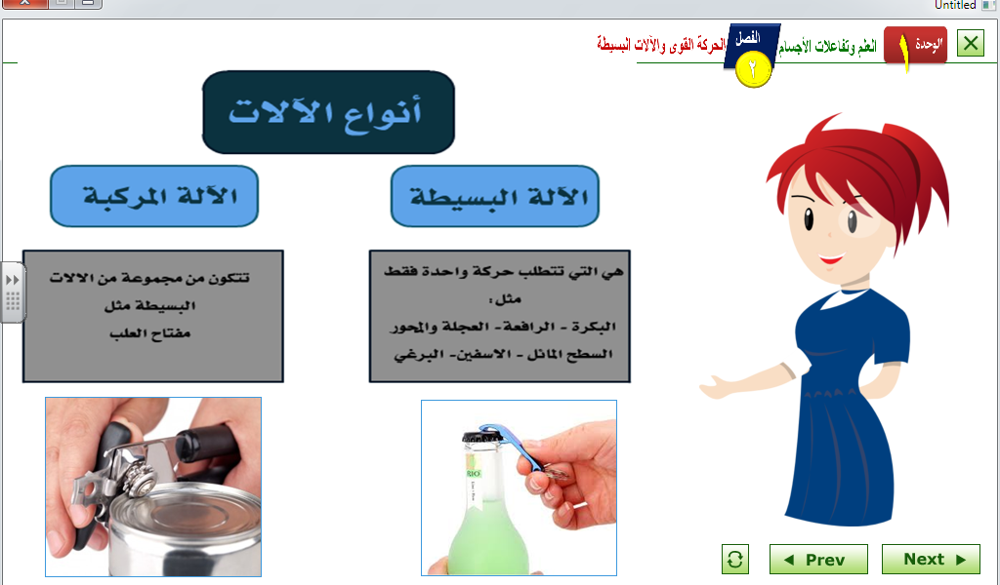 Untitled
الوحدة
١
العلم وتفاعلات الأجسام
الفصل
٢
الحركة القوى والآلات البسيطة
أنواع الآلات
الآلة البسيطة
هي التي تتطلب حركة واحدة فقط
مثل:
البكرة - الرافعة- العجلة والمحور
السطح المائل - الاسفين- البرغي
الآلة المركبة
تتكون من مجموعة من الالات
البسيطة مثل
مفتاح العلب
Prev
Next